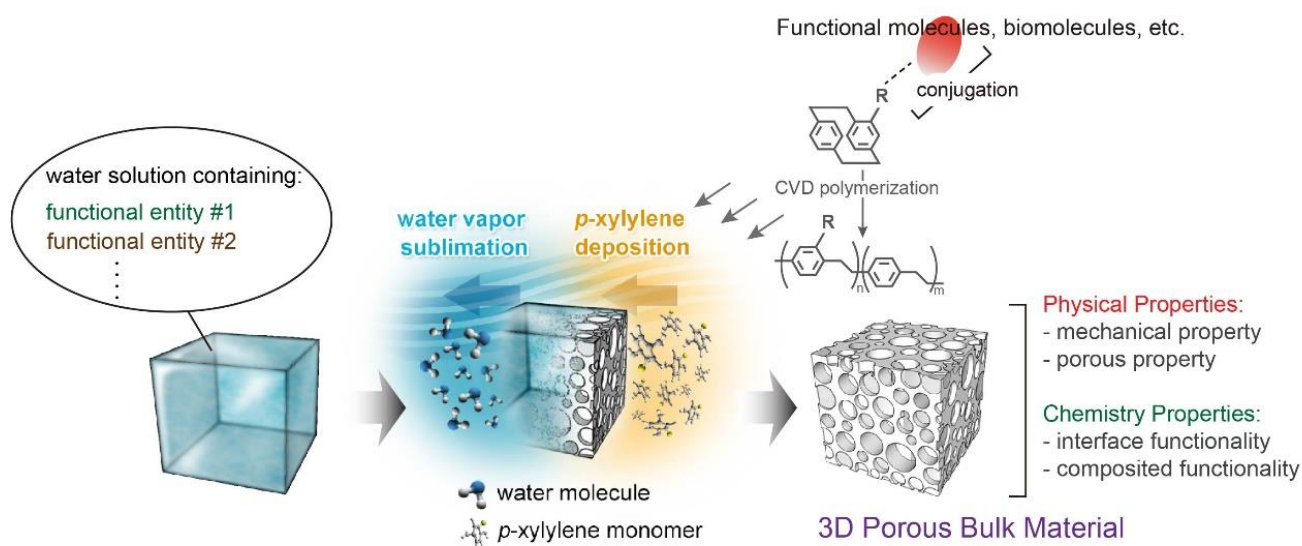 Functional molecules, biomolecules, etc.
R
conjugation
water solution containing:
functional entity #1
functional entity #2
CVD polymerization
water vapor
sublimation
p-xylylene
deposition
R
n
m
Physical Properties:
- mechanical property
- porous property
Chemistry Properties:
- interface functionality
- composited functionality
water molecule
p-xylylene monomer
3D Porous Bulk Material